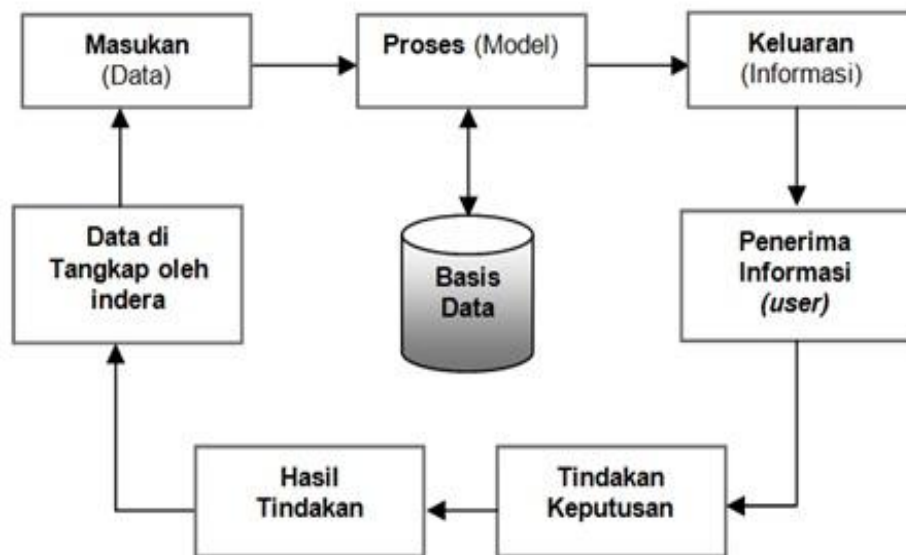 Masukan
(Data)
Proses (Model)
Keluaran
(Informasi)
Data di
Tangkap oleh
indera
Basis
Data
Penerima
Informasi
(user)
Hasil
Tindakan
Tindakan
Keputusan